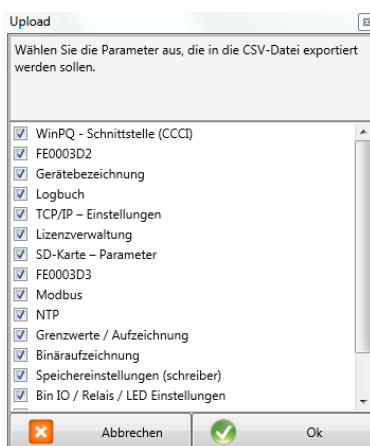 Upload
Wählen Sie die Parameter aus, die in die CSV-Datei exportiert
werden sollen.
WinPQ - Schnittstelle (CCCI)
FE0003D2
Gerätebezeichnung
Logbuch
TCP/IP – Einstellungen
Lizenzverwaltung
SD-Karte – Parameter
FE0003D3
Modbus
NTP
Grenzwerte / Aufzeichnung
Binäraufzeichnung
Speichereinstellungen (schreiber)
Bin IO / Relais / LED Einstellungen
Abbrechen
Ok